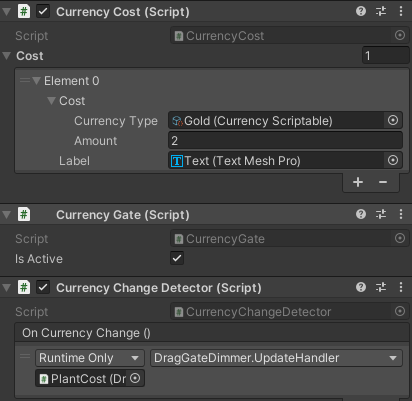 Currency Cost (Script)
Script CurrencyCost
Cost 1
Element 0
Cost
Currency Type Gold (Currency Scriptable)
Amount 2
Label Text (Text Mesh Pro)
Currency Gate (Script)
Script CurrencyGate
Is Active
Currency Change Detector (Script)
Script CurrencyChangeDetector
On Currency Change ()
Runtime Only DragGateDimmer.UpdateHandler
PlantCost (Dr